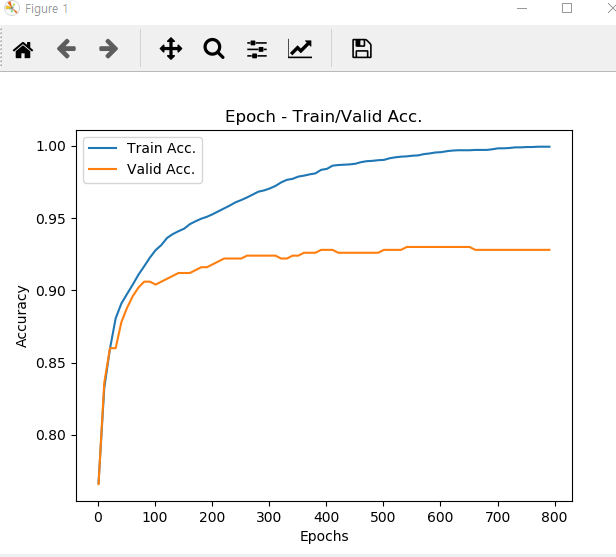 Figure 1
Epoch - Train/Valid Acc.
Train Acc.
Valid Acc.
1.00
0.95
0.90
0.85
0.80
Accuracy
0 100 200 300 400 500 600 700 800
Epochs